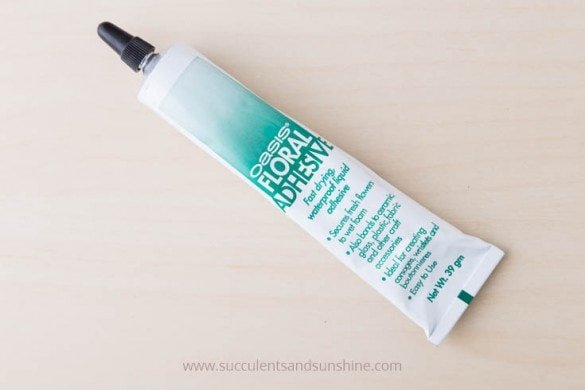 OASIS®
FLORAL
ADHESIVE
Fast drying,
waterproof liquid
adhesive
• Secures fresh flowers
to wet foam
• Also bonds to ceramic,
glass, plastic, fabric
and other craft
accessories
• Ideal for creating
corsages, wristlets and
boutonnieres
• Easy to Use
Net Wt. 39 gm
www.succulentsandsunshine.com